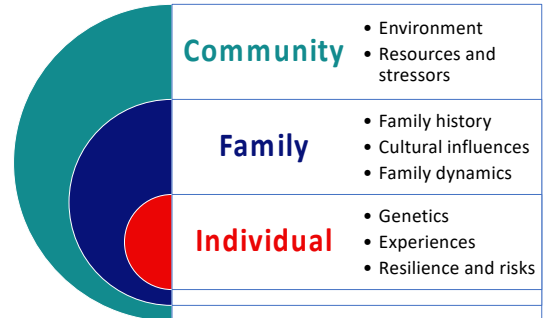 Community
• Environment
• Resources and
stressors
Family
• Family history
• Cultural influences
• Family dynamics
Individual
• Genetics
• Experiences
• Resilience and risks